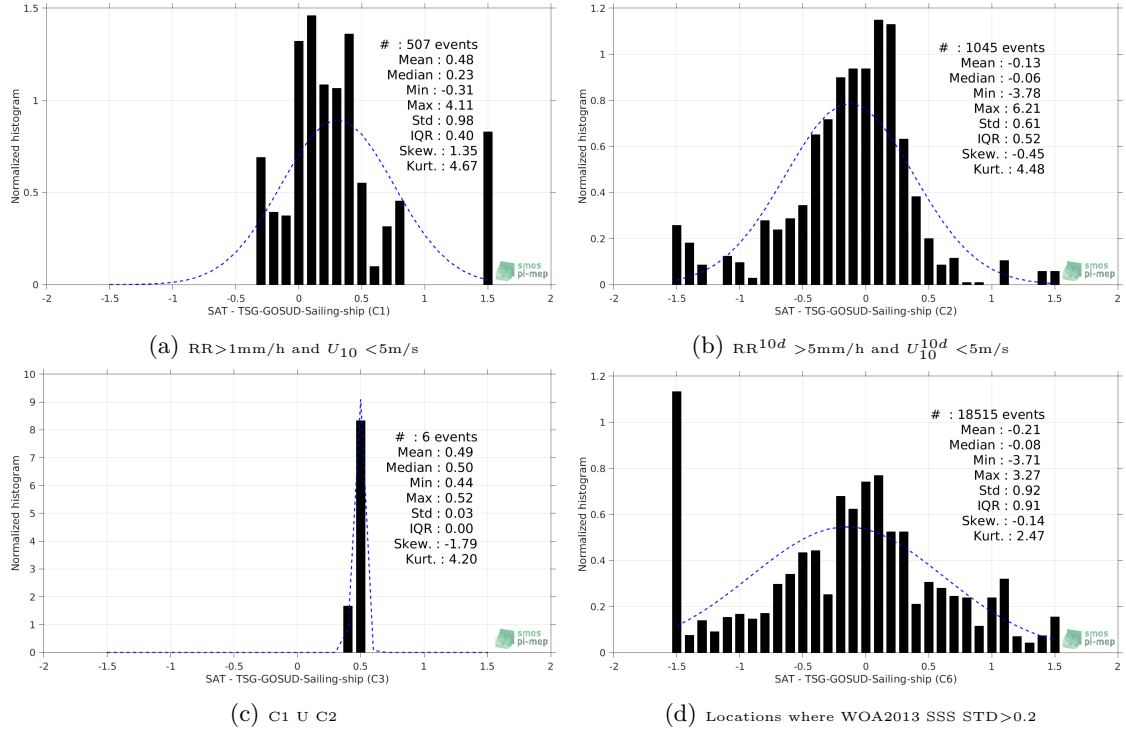 1.5
1
0.5
0
-2
-1.5
-1
-0.5
0
0.5
1
1.5
2
Normalized histogram
SAT - TSG-GOSUD-Sailing-ship (C1)
# : 507 events
Mean : 0.48
Median : 0.23
Min : -0.31
Max : 4.11
Std : 0.98
IQR : 0.40
Skew. : 1.35
Kurt. : 4.67
smos
pi-mep
(a) RR>1mm/h and U10 <5m/s
1.2
1
0.8
0.6
0.4
0.2
0
-2
-1.5
-1
-0.5
0
0.5
1
1.5
2
Normalized histogram
SAT - TSG-GOSUD-Sailing-ship (C2)
# : 1045 events
Mean : -0.13
Median : -0.06
Min : -3.78
Max : 6.21
Std : 0.61
IQR : 0.52
Skew. : -0.45
Kurt. : 4.48
smos
pi-mep
(b) RR10d >5mm/h and U10d10 <5m/s
10
9
8
7
6
5
4
3
2
1
0
-2
-1.5
-1
-0.5
0
0.5
1
1.5
2
Normalized histogram
SAT - TSG-GOSUD-Sailing-ship (C3)
# : 6 events
Mean : 0.49
Median : 0.50
Min : 0.44
Max : 0.52
Std : 0.03
IQR : 0.00
Skew. : -1.79
Kurt. : 4.20
smos
pi-mep
(c) C1 U C2
1.2
1
0.8
0.6
0.4
0.2
0
-2
-1.5
-1
-0.5
0
0.5
1
1.5
2
Normalized histogram
SAT - TSG-GOSUD-Sailing-ship (C6)
# : 18515 events
Mean : -0.21
Median : -0.08
Min : -3.71
Max : 3.27
Std : 0.92
IQR : 0.91
Skew. : -0.14
Kurt. : 2.47
smos
pi-mep
(d) Locations where WOA2013 SSS STD>0.2